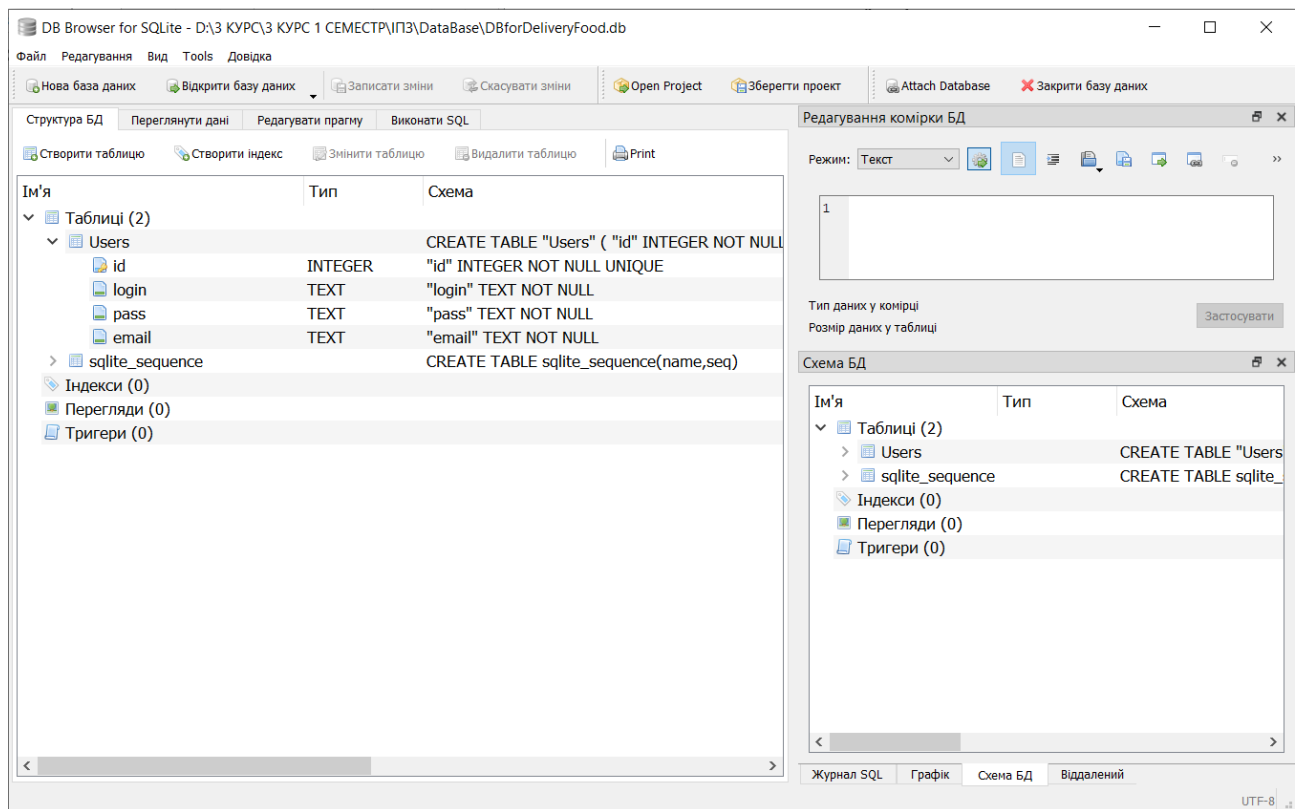 DB Browser for SQLite - D:\3 КУРС\3 КУРС 1 СЕМЕСТР\ІПЗ\DataBase\DBforDeliveryFood.db
Файл Редагування Вид Tools Довідка
Нова база даних Відкрити базу даних Записати зміни Скасувати зміни Open Project Зберегти проект Attach Database Закрити базу даних
Структура БД Переглянути дані Редагувати прагму Виконати SQL
Створити таблицю Створити індекс Змінити таблицю Видалити таблицю Print
Ім'я Тип Схема
Таблиці (2)
Users CREATE TABLE "Users" ( "id" INTEGER NOT NULL
id INTEGER "id" INTEGER NOT NULL UNIQUE
login TEXT "login" TEXT NOT NULL
pass TEXT "pass" TEXT NOT NULL
email TEXT "email" TEXT NOT NULL
sqlite_sequence CREATE TABLE sqlite_sequence(name,seq)
Індекси (0)
Перегляди (0)
Тригери (0)
Редагування комірки БД
Режим: Текст
1
Тип даних у комірці
Розмір даних у таблиці
Застосувати
Схема БД
Ім'я Тип Схема
Таблиці (2)
Users CREATE TABLE "Users
sqlite_sequence CREATE TABLE sqlite_
Індекси (0)
Перегляди (0)
Тригери (0)
Журнал SQL Графік Схема БД Віддалений
UTF-8